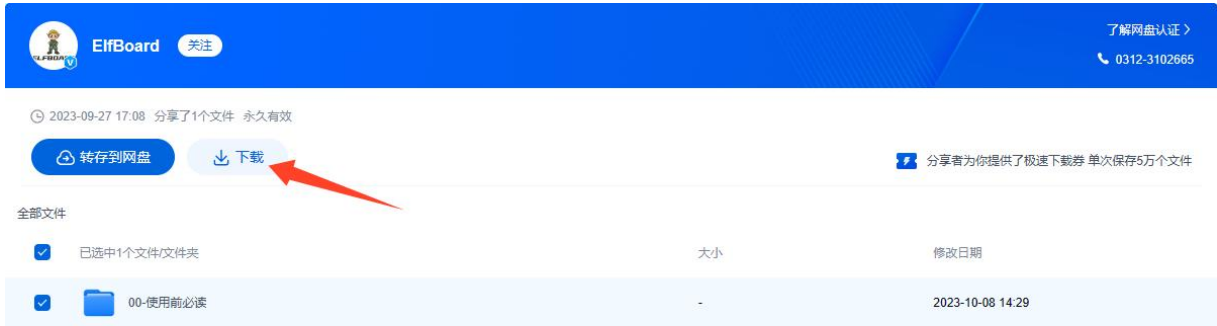 ElfBoard 关注
了解网盘认证 >
0312-3102665
2023-09-27 17:08 分享了1个文件 永久有效
转存到网盘 下载
分享者为你提供了极速下载券 单次保存5万个文件
全部文件
已选中1个文件/文件夹 大小 修改日期
00-使用前必读 - 2023-10-08 14:29